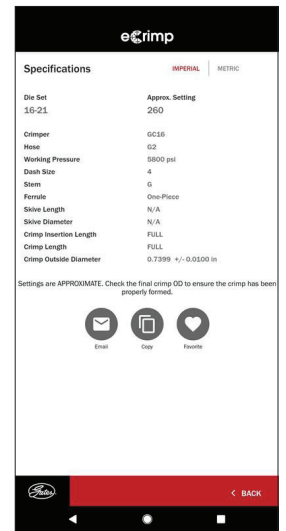 eCrimp
Specifications IMPERIAL METRIC
Die Set Approx. Setting
16-21 260
Crimper GC16
Hose G2
Working Pressure 5800 psi
Dash Size 4
Stem G
Ferrule One-Piece
Skive Length N/A
Skive Diameter N/A
Crimp Insertion Length FULL
Crimp Length FULL
Crimp Outside Diameter 0.7399 +/- 0.0100 in
Settings are APPROXIMATE. Check the final crimp OD to ensure the crimp has been
properly formed.
Email Copy Favorite
Gates < BACK